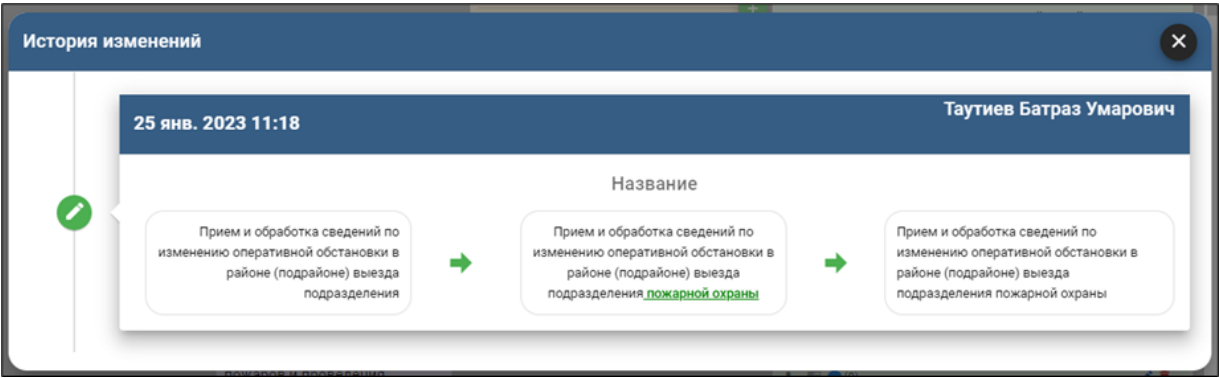 История изменений
25 янв. 2023 11:18
Таутиев Батраз Умарович
Название
Прием и обработка сведений по
изменению оперативной обстановки в
районе (подрайоне) выезда
подразделения
Прием и обработка сведений по
изменению оперативной обстановки в
районе (подрайоне) выезда
подразделения пожарной охраны
Прием и обработка сведений по
изменению оперативной обстановки в
районе (подрайоне) выезда
подразделения пожарной охраны
пожаров и проведения